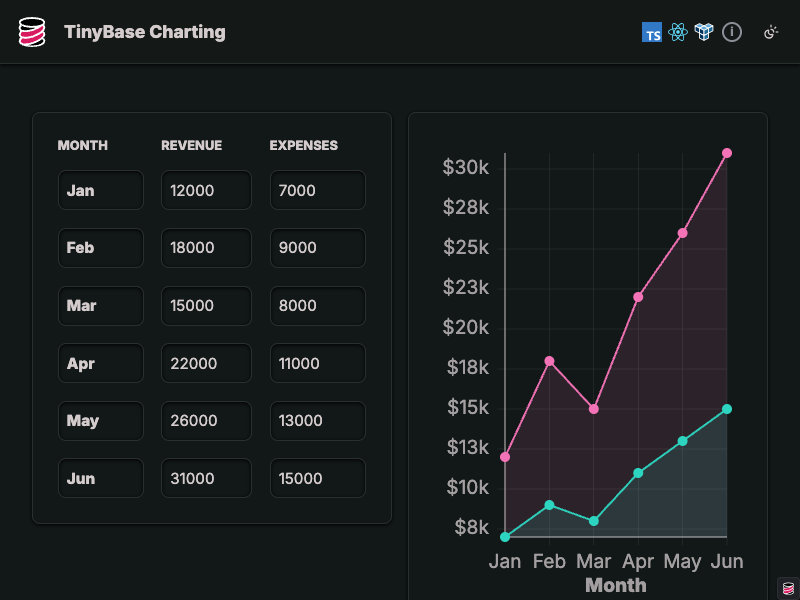 TinyBase Charting
TS
MONTH REVENUE EXPENSES
Jan 12000 7000
Feb 18000 9000
Mar 15000 8000
Apr 22000 11000
May 26000 13000
Jun 31000 15000
$30k
$28k
$25k
$23k
$20k
$18k
$15k
$13k
$10k
$8k
Jan Feb Mar Apr May Jun
Month